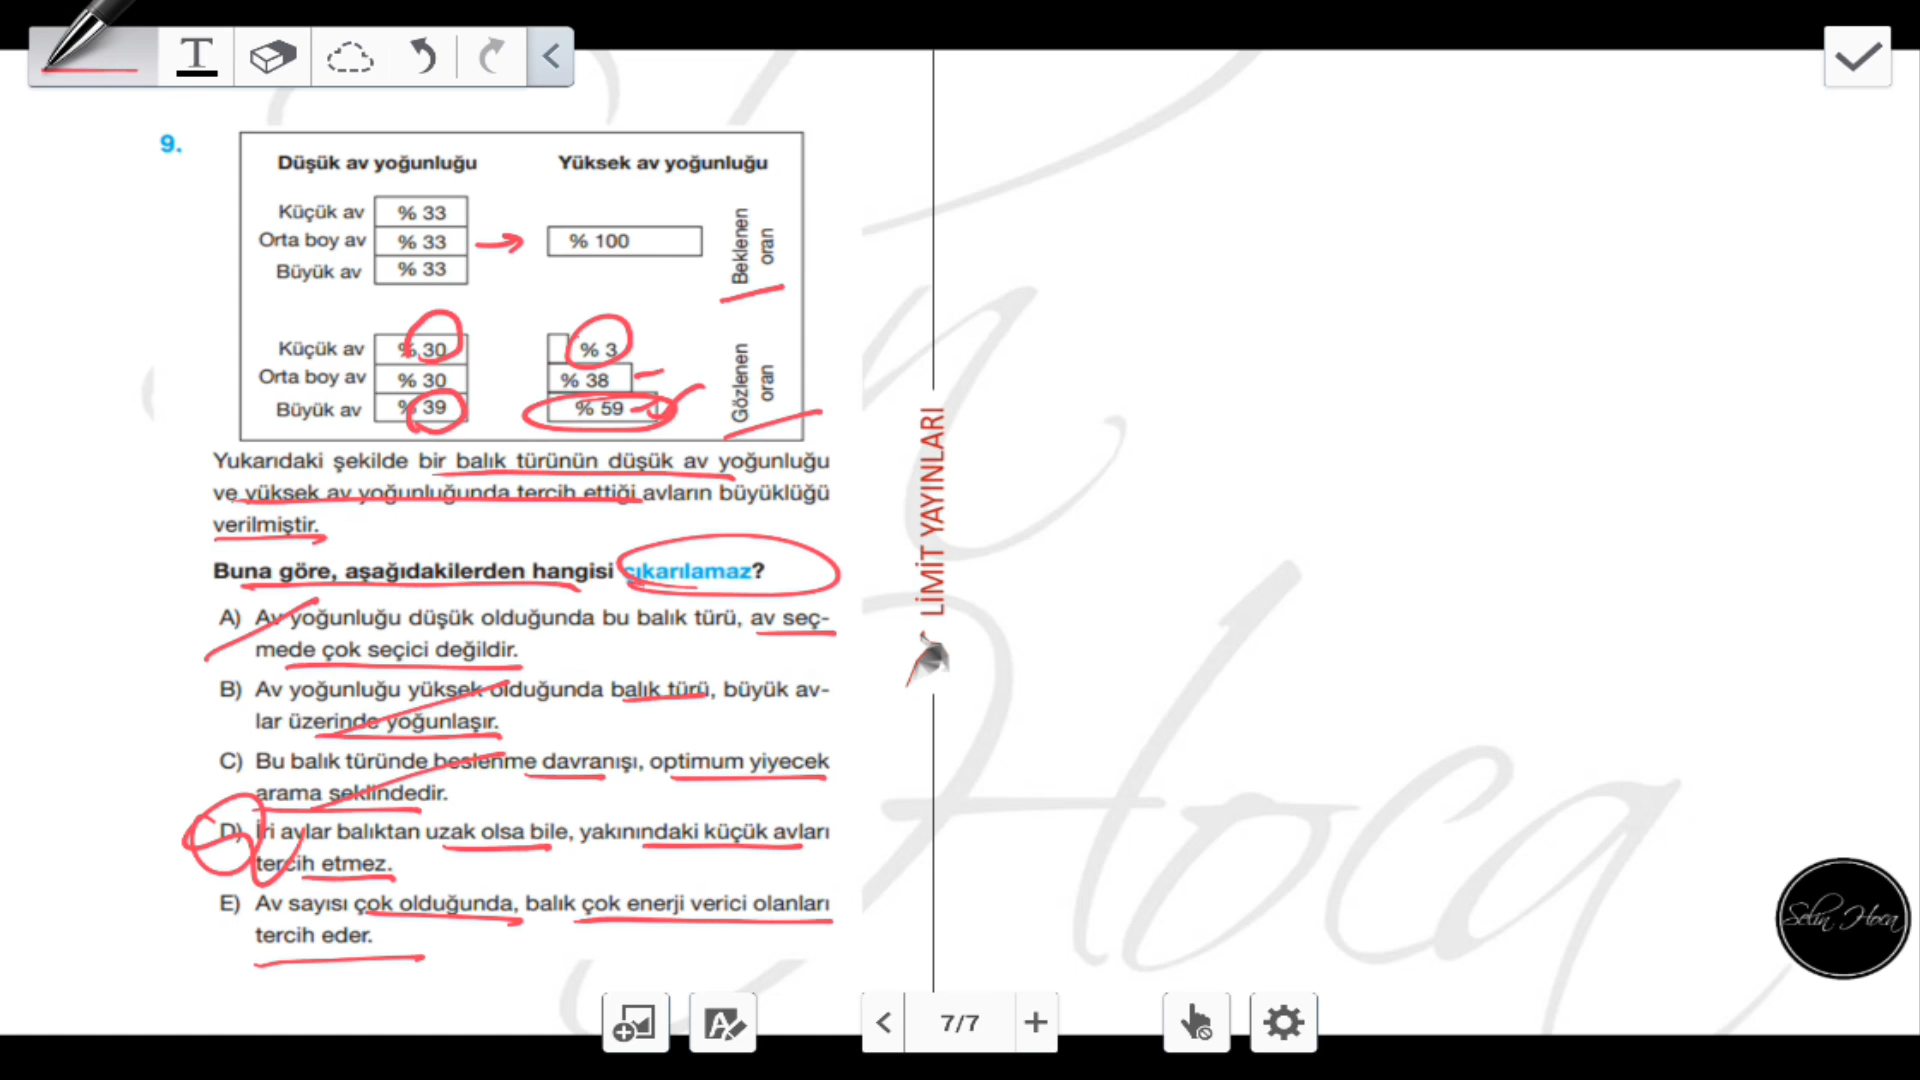 T
9.
Düşük av yoğunluğu
Yüksek av yoğunluğu
Küçük av % 33
Orta boy av % 33
Büyük av % 33
% 100
Beklenen
oran
Küçük av % 30
Orta boy av % 30
Büyük av % 39
% 3
% 38
% 59
Gözlenen
oran
Yukarıdaki şekilde bir balık türünün düşük av yoğunluğu
ve yüksek av yoğunluğunda tercih ettiği avların büyüklüğü
verilmiştir.
Buna göre, aşağıdakilerden hangisi çıkarılamaz?
A) Av yoğunluğu düşük olduğunda bu balık türü, av seç-
mede çok seçici değildir.
B) Av yoğunluğu yüksek olduğunda balık türü, büyük av-
lar üzerinde yoğunlaşır.
C) Bu balık türünde beslenme davranışı, optimum yiyecek
arama şeklindedir.
D) İri avlar balıktan uzak olsa bile, yakınındaki küçük avları
tercih etmez.
E) Av sayısı çok olduğunda, balık çok enerji verici olanları
tercih eder.
LİMİT YAYINLARI
Hoca
Selin Hoca
7/7